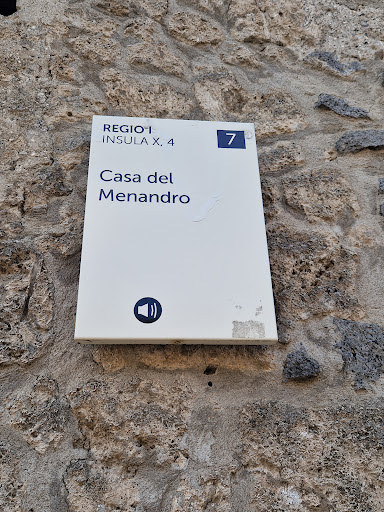 REGIO I
INSULA X, 4
7
Casa del
Menandro